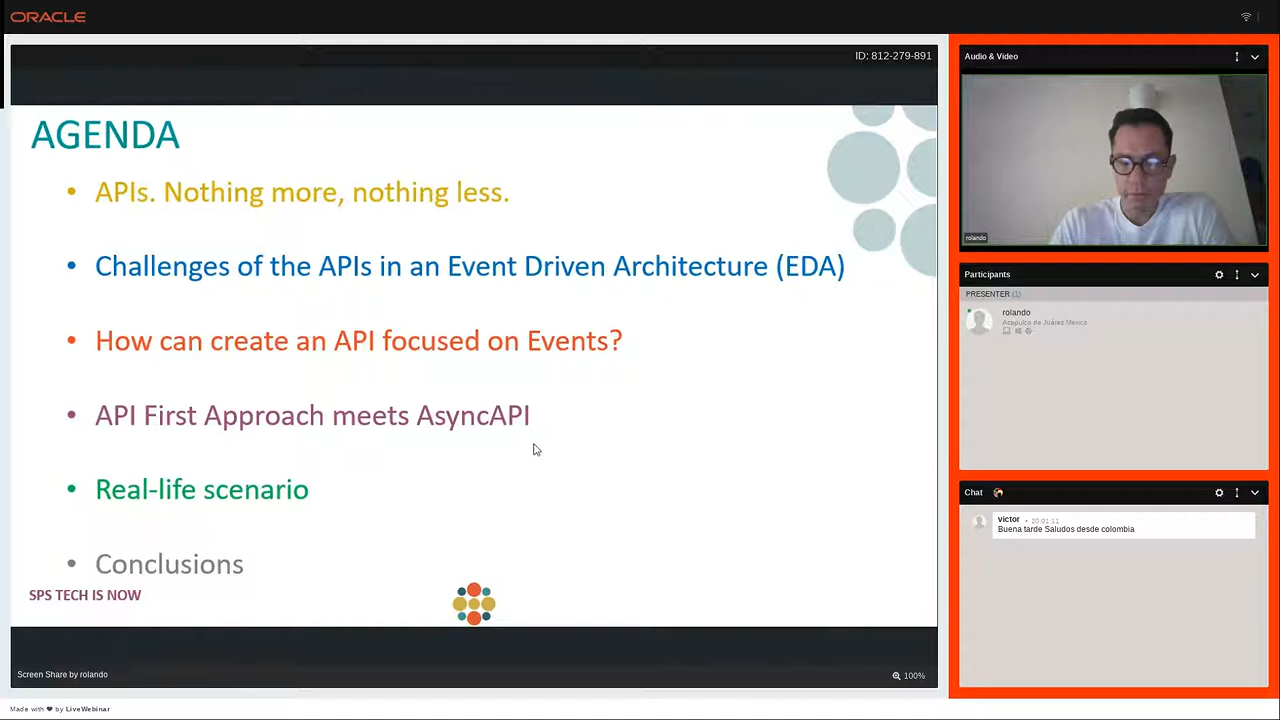 ORACLE
ID: 812-279-891
AGENDA
• APIs. Nothing more, nothing less.
• Challenges of the APIs in an Event Driven Architecture (EDA)
• How can create an API focused on Events?
• API First Approach meets AsyncAPI
• Real-life scenario
• Conclusions
SPS TECH IS NOW
Screen Share by rolando
100%
Made with ❤ by LiveWebinar
Audio & Video
rolando
Participants
PRESENTER (1)
rolando
Acapulco de Juárez Mexico
Chat
victor • 20:01:11
Buena tarde Saludos desde colombia